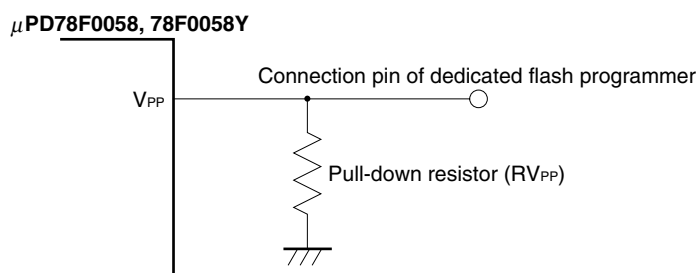 μPD78F0058, 78F0058Y
Connection pin of dedicated flash programmer
VPP
Pull-down resistor (RVPP)